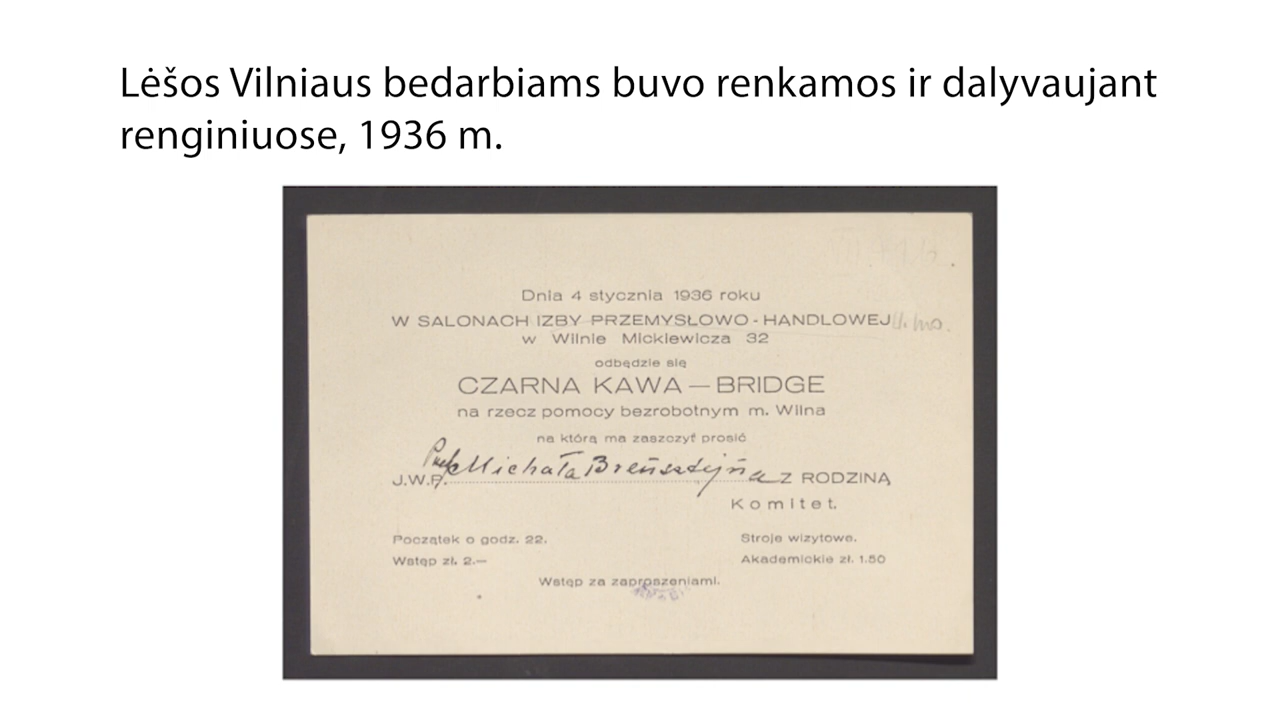 Lėšos Vilniaus bedarbiams buvo renkamos ir dalyvaujant
renginiuose, 1936 m.
Dnia 4 stycznia 1936 roku
W SALONACH IZBY PRZEMYSŁOWO - HANDLOWEJ
w Wilnie Mickiewicza 32
odbędzie się
CZARNA KAWA — BRIDGE
na rzecz pomocy bezrobotnym m. Wilna
na którą ma zaszczyt prosić
J.W.P. Michała Breńsztejna Z RODZINĄ
Komitet.
Początek o godz. 22.
Stroje wizytowe.
Wstęp zł. 2.—
Akademickie zł. 1.50
Wstęp za zaproszeniami.